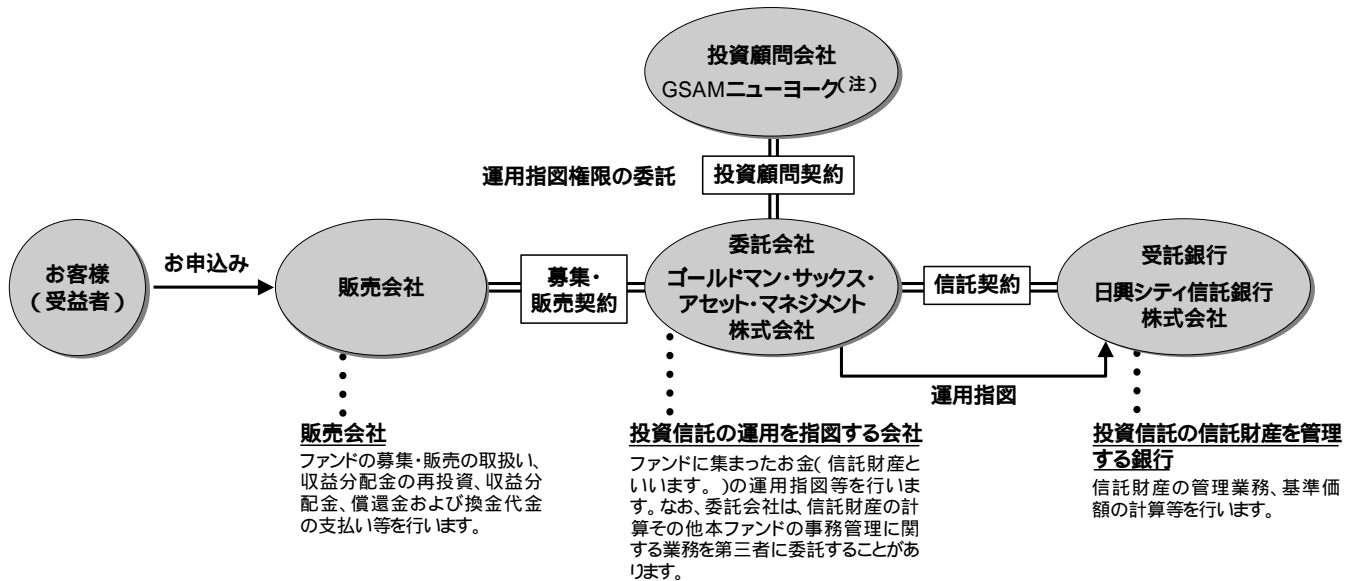 投資顧問会社
GSAMニューヨーク(注)
運用指図権限の委託
投資顧問契約
お客様
(受益者)
お申込み
販売会社
募集・
販売契約
委託会社
ゴールドマン・サックス・
アセット・マネジメント
株式会社
信託契約
受託銀行
日興シティ信託銀行
株式会社
運用指図
販売会社
ファンドの募集・販売の取扱い、
収益分配金の再投資、収益分
配金、償還金および換金代金
の支払い等を行います。
投資信託の運用を指図する会社
ファンドに集まったお金(信託財産と
いいます。)の運用指図等を行いま
す。なお、委託会社は、信託財産の計
算その他本ファンドの事務管理に関
する業務を第三者に委託することがあ
ります。
投資信託の信託財産を管理
する銀行
信託財産の管理業務、基準価
額の計算等を行います。